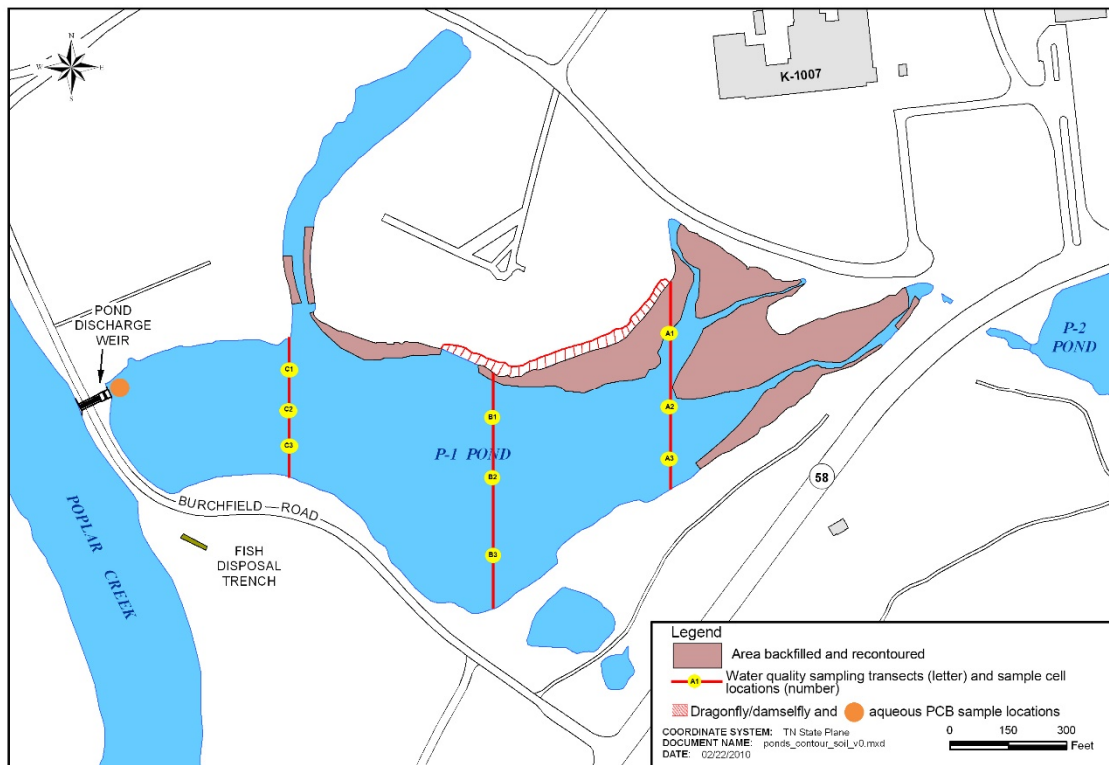 N
W E
S
K-1007
POND
DISCHARGE
WEIR
P-2
POND
A1
C1
C2
C3
B1
A2
P-1 POND
B2
A3
B3
58
BURCHFIELD ROAD
POPLAR CREEK
FISH
DISPOSAL
TRENCH
Legend
Area backfilled and recontoured
A1
Water quality sampling transects (letter) and sample cell
locations (number)
Dragonfly/damselfly and aqueous PCB sample locations
COORDINATE SYSTEM: TN State Plane
DOCUMENT NAME: ponds_contour_soil_v0.mxd
DATE: 02/22/2010
0 150 300
Feet